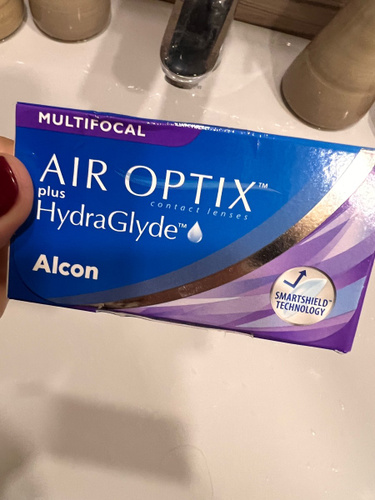 MULTIFOCAL
AIR OPTIX™
plus
contact lenses
HydraGlyde™
Alcon
SMARTSHIELD™
TECHNOLOGY